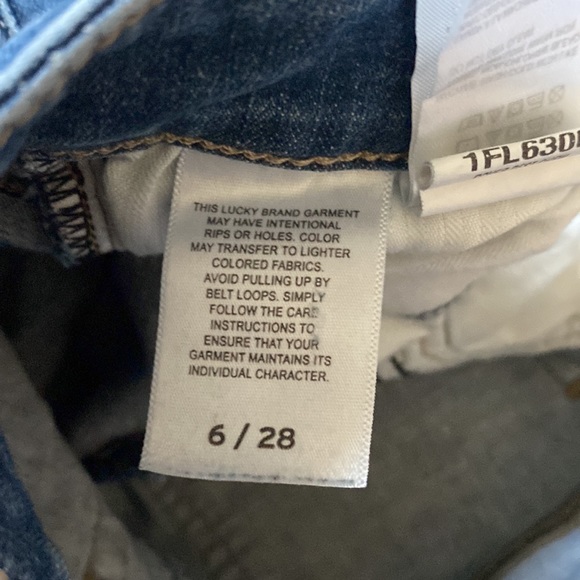 THIS LUCKY BRAND GARMENT
MAY HAVE INTENTIONAL
RIPS OR HOLES. COLOR
MAY TRANSFER TO LIGHTER
COLORED FABRICS.
AVOID PULLING UP BY
BELT LOOPS. SIMPLY
FOLLOW THE CARE
INSTRUCTIONS TO
ENSURE THAT YOUR
GARMENT MAINTAINS ITS
INDIVIDUAL CHARACTER.
6 / 28
1FL630